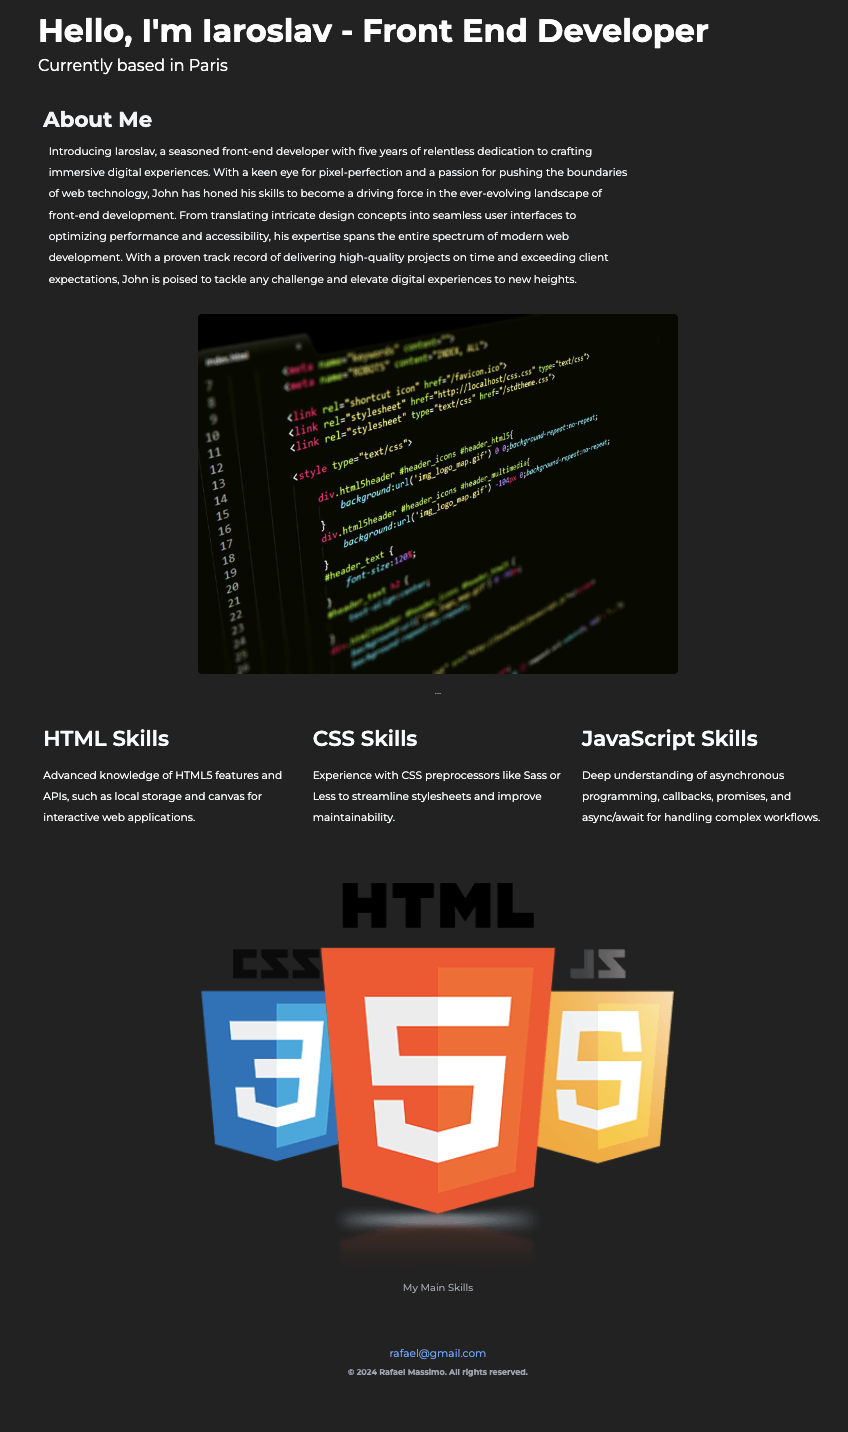 Hello, I'm Iaroslav - Front End Developer
Currently based in Paris
About Me
Introducing Iaroslav, a seasoned front-end developer with five years of relentless dedication to crafting
immersive digital experiences. With a keen eye for pixel-perfection and a passion for pushing the boundaries
of web technology, John has honed his skills to become a driving force in the ever-evolving landscape of
front-end development. From translating intricate design concepts into seamless user interfaces to
optimizing performance and accessibility, his expertise spans the entire spectrum of modern web
development. With a proven track record of delivering high-quality projects on time and exceeding client
expectations, John is poised to tackle any challenge and elevate digital experiences to new heights.
index.html ×
7 <meta name="keywords" content="">
8 <meta name="ROBOTS" content="INDEX, ALL">
9
10 <link rel="shortcut icon" href="/favicon.ico" type="text/css">
11 <link rel="stylesheet" href="http://localhost/css.css" type="text/css">
12 <link rel="stylesheet" type="text/css" href="/stdtheme.css">
13
14 <style type="text/css">
15 div.html5header #header_icons #header_html5{
16 background:url('img_logo_map.gif') 0 0;background-repeat:no-repeat;
17 }
18 div.html5header #header_icons #header_multimedia{
19 background:url('img_logo_map.gif') -104px 0;background-repeat:no-repeat;
20 }
21 #header_text {
22 font-size:120%;
23 }
24 #header_text h2 {
25 text-align:center;
26 }
...
HTML Skills
Advanced knowledge of HTML5 features and
APIs, such as local storage and canvas for
interactive web applications.
CSS Skills
Experience with CSS preprocessors like Sass or
Less to streamline stylesheets and improve
maintainability.
JavaScript Skills
Deep understanding of asynchronous
programming, callbacks, promises, and
async/await for handling complex workflows.
HTML
CSS
JS
3
5
5
My Main Skills
rafael@gmail.com
© 2024 Rafael Massimo. All rights reserved.